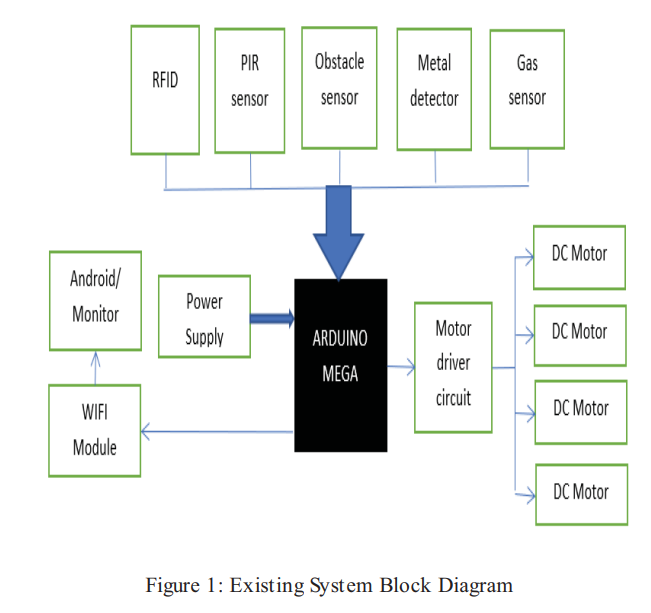 RFID
PIR
sensor
Obstacle
sensor
Metal
detector
Gas
sensor
Android/
Monitor
Power
Supply
ARDUINO
MEGA
Motor
driver
circuit
DC Motor
DC Motor
DC Motor
DC Motor
WIFI
Module
Figure 1: Existing System Block Diagram